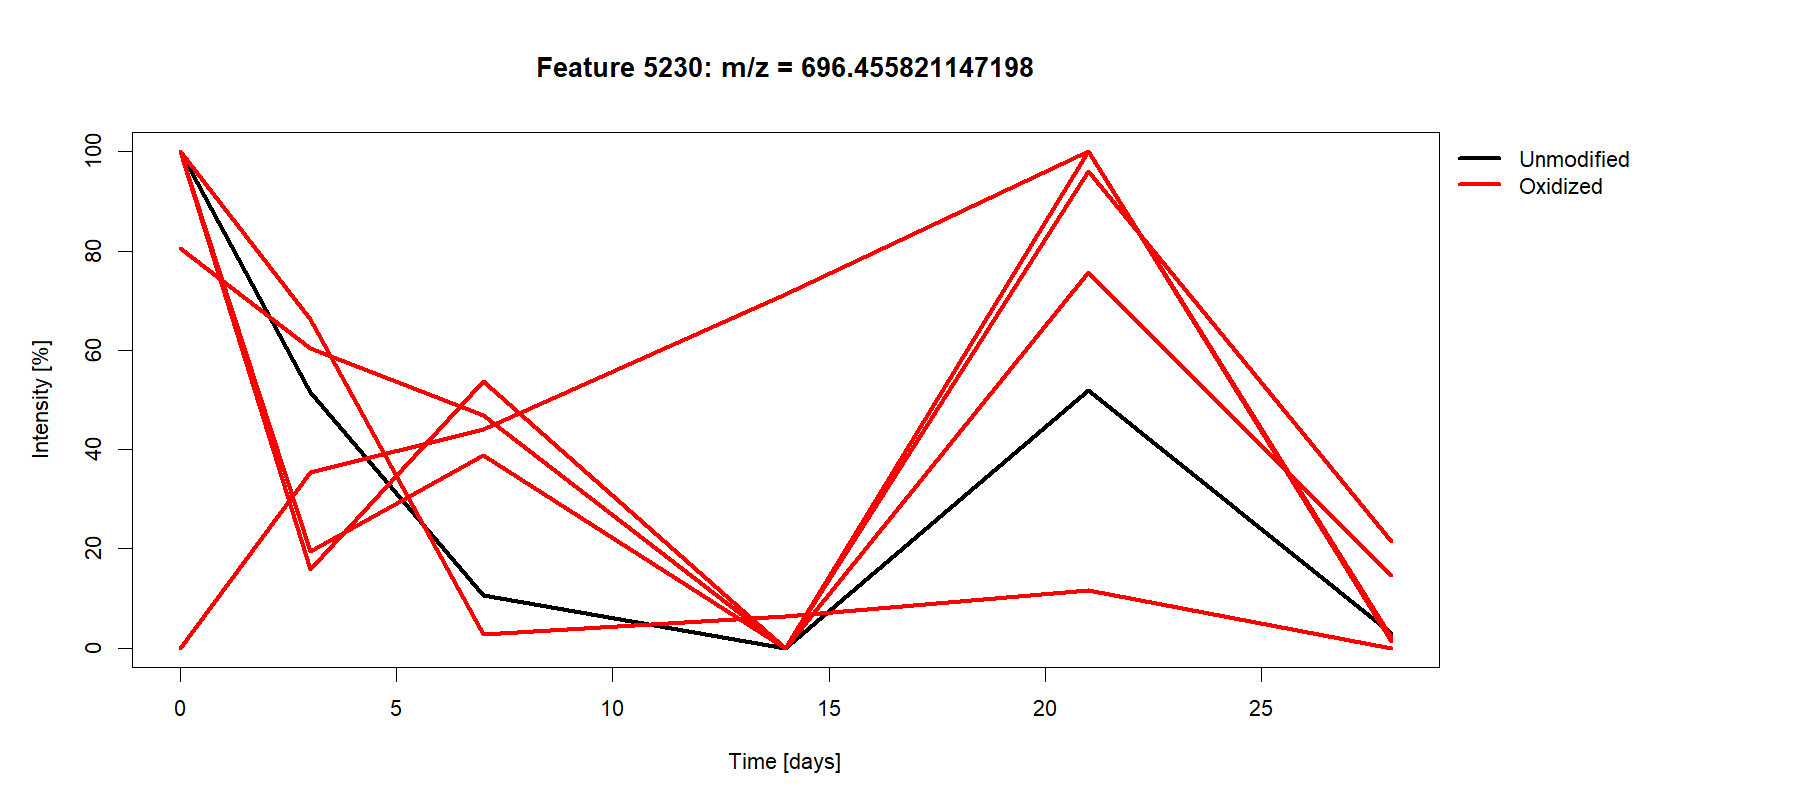 Feature 5230: m/z = 696.455821147198
Unmodified
Oxidized
Intensity [%]
100
80
60
40
20
0
0 5 10 15 20 25
Time [days]